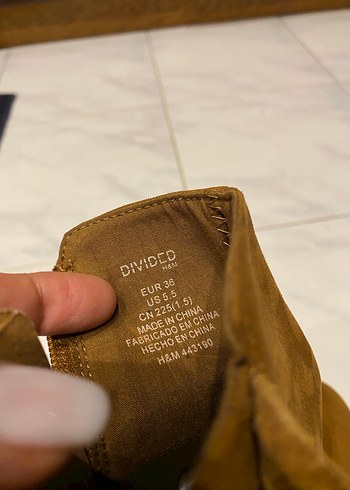 DIVIDED
H&M
EUR 36
US 5.5
CN 225(1.5)
MADE IN CHINA
FABRICADO EM CHINA
HECHO EN CHINA
H&M 443190